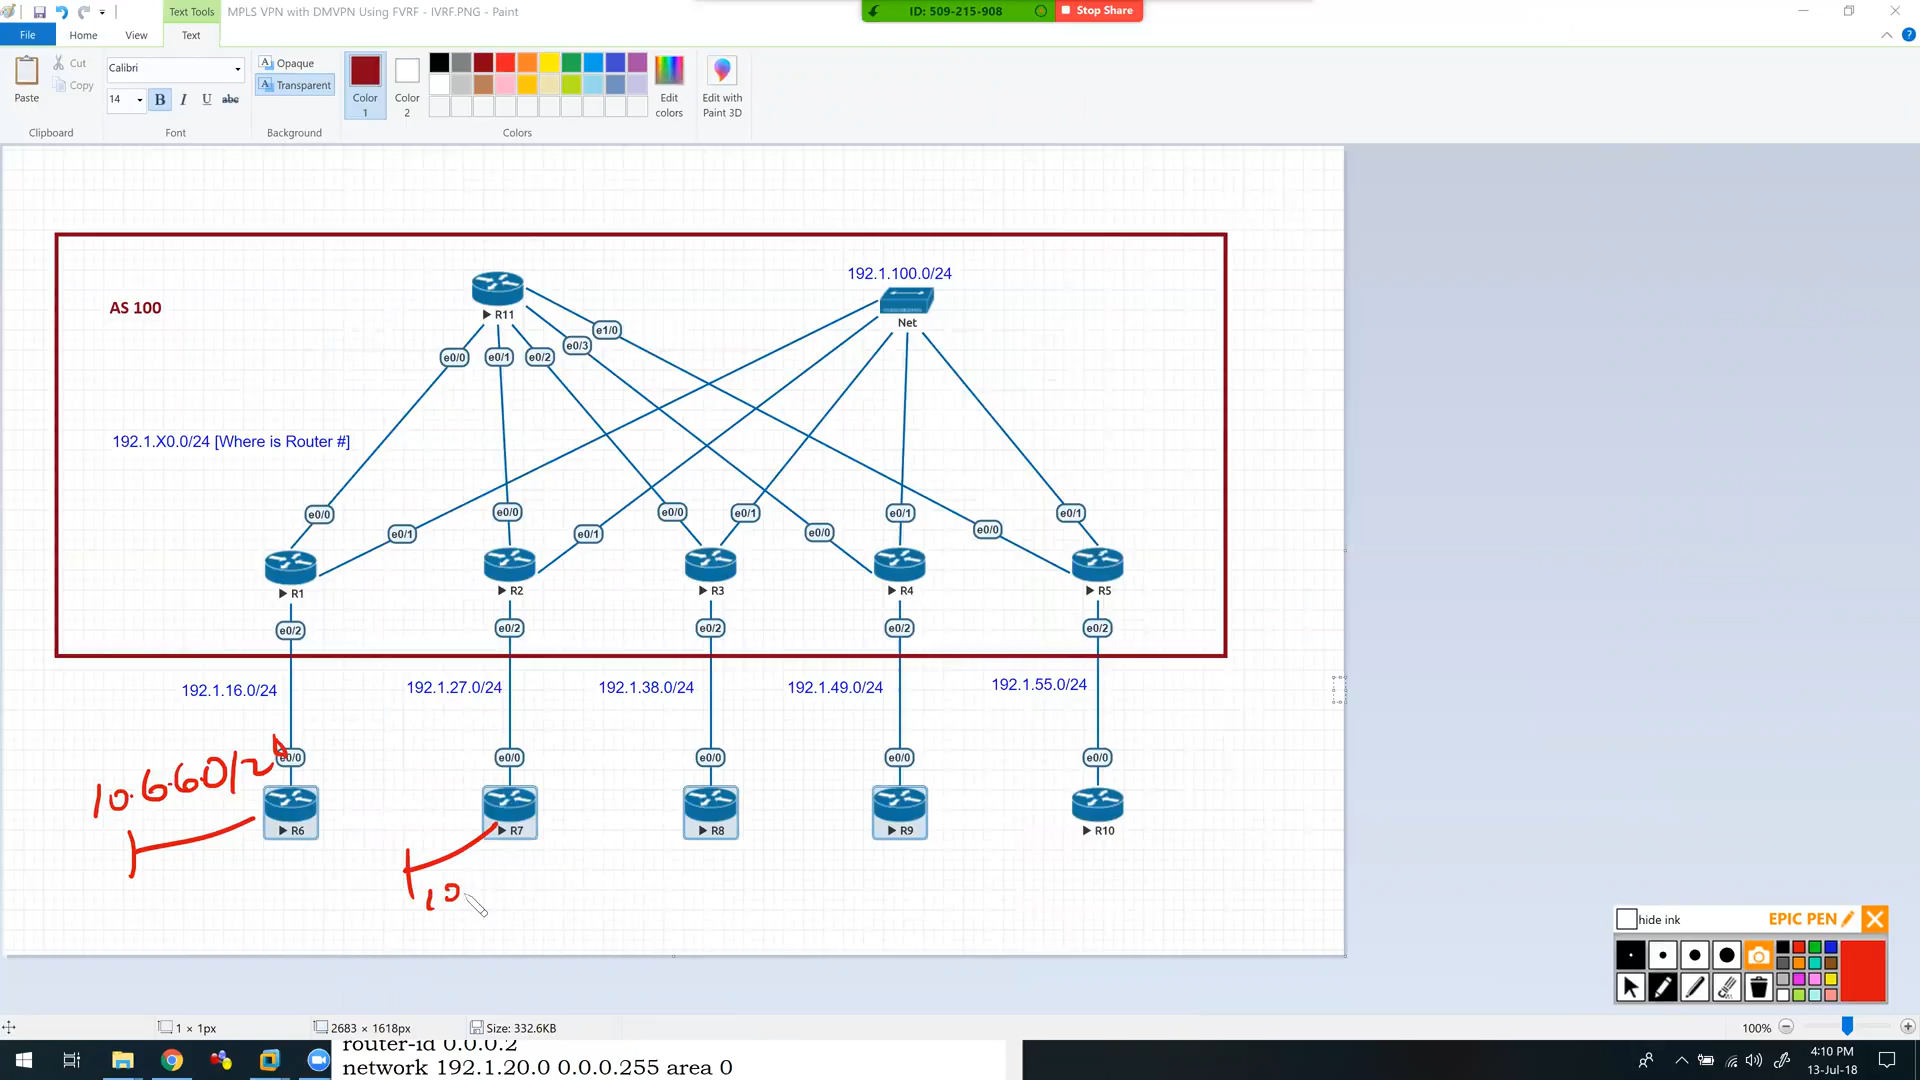 Text Tools
MPLS VPN with DMVPN Using FVRF - IVRF.PNG - Paint
ID: 509-215-908
Stop Share
File
Home
View
Text
Paste
Cut
Copy
Clipboard
Calibri
14
B I U abc
Font
Opaque
Transparent
Background
Color 1
Color 2
Edit colors
Colors
Edit with Paint 3D
AS 100
192.1.100.0/24
R11
Net
e1/0
e0/3
e0/0
e0/1
e0/2
192.1.X0.0/24 [Where is Router #]
e0/0
e0/1
e0/0
e0/1
e0/0
e0/1
e0/0
e0/1
e0/0
e0/1
R1
R2
R3
R4
R5
e0/2
e0/2
e0/2
e0/2
e0/2
192.1.16.0/24
192.1.27.0/24
192.1.38.0/24
192.1.49.0/24
192.1.55.0/24
e0/0
e0/0
e0/0
e0/0
e0/0
10.6.6.0/2
R6
R7
R8
R9
R10
10
hide ink
EPIC PEN
1 × 1px
2683 × 1618px
Size: 332.6KB
100%
router-id 0.0.0.2
network 192.1.20.0 0.0.0.255 area 0
4:10 PM
13-Jul-18